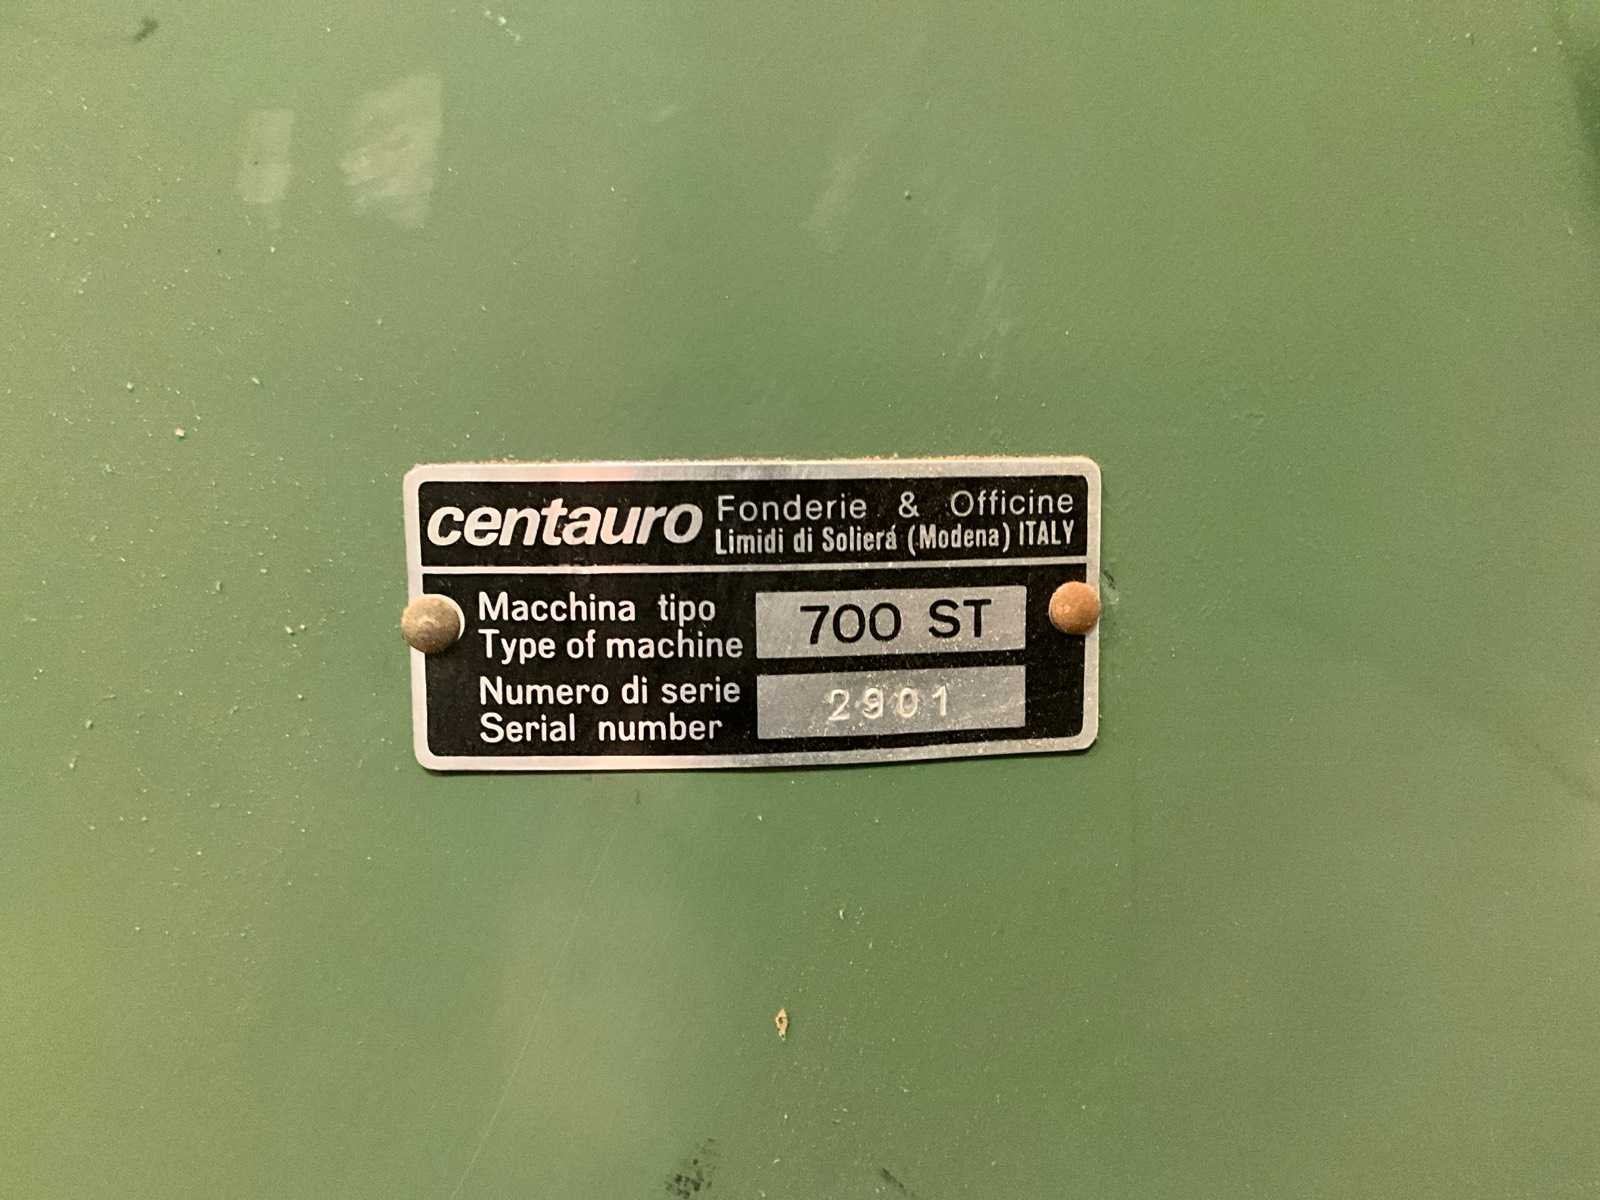 centauro Fonderie & Officine
Limidi di Soliera (Modena) ITALY
Macchina tipo
Type of machine
700 ST
Numero di serie
Serial number
2901